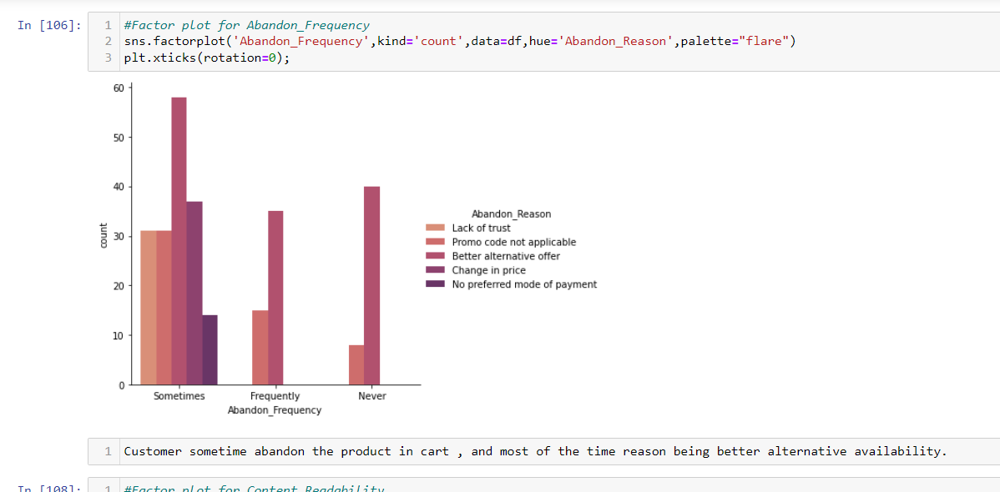 In [106]:
1 #Factor plot for Abandon_Frequency
2 sns.factorplot('Abandon_Frequency',kind='count',data=df,hue='Abandon_Reason',palette="flare")
3 plt.xticks(rotation=0);
60
50
40
30
20
10
0
count
Sometimes Frequently Never
Abandon_Frequency
Abandon_Reason
Lack of trust
Promo code not applicable
Better alternative offer
Change in price
No preferred mode of payment
1 Customer sometime abandon the product in cart , and most of the time reason being better alternative availability.
In [108]:
1 #Factor plot for Content_Readability